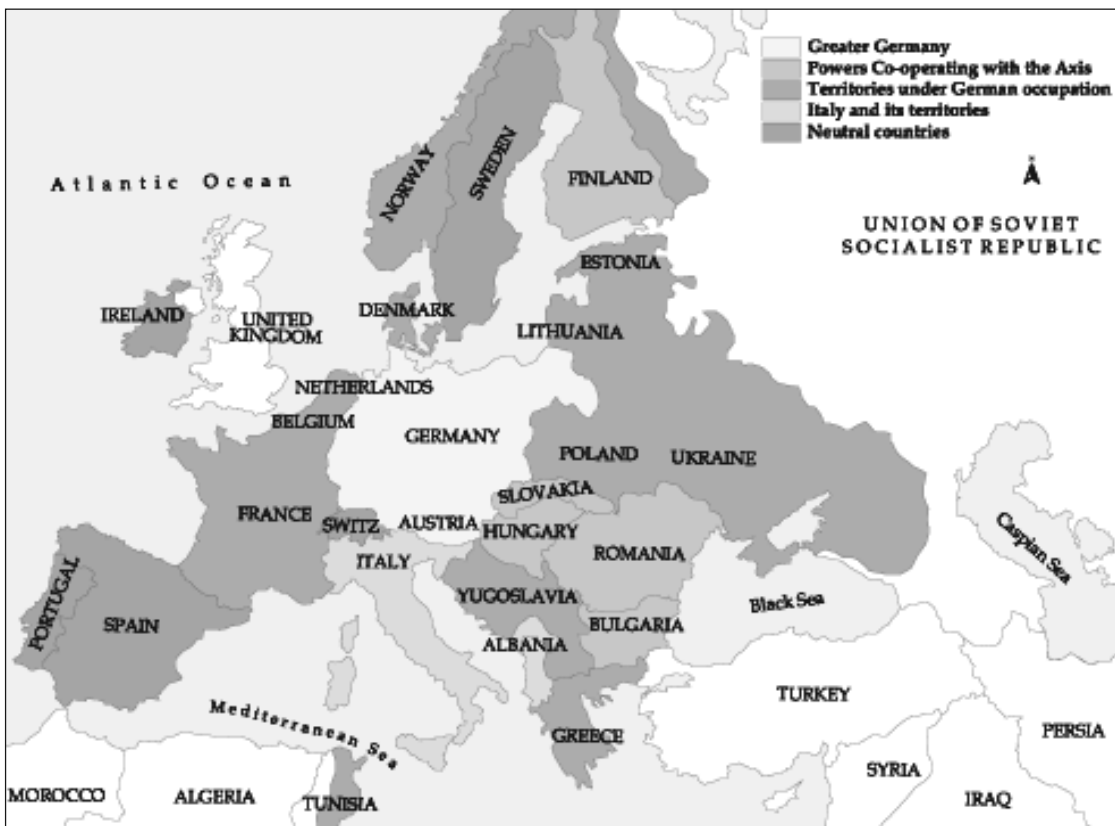 Greater Germany
Powers Co-operating with the Axis
Territories under German occupation
Italy and its territories
Neutral countries
Atlantic Ocean
NORWAY
SWEDEN
FINLAND
UNION OF SOVIET
SOCIALIST REPUBLIC
ESTONIA
IRELAND
UNITED
KINGDOM
DENMARK
LITHUANIA
NETHERLANDS
BELGIUM
GERMANY
POLAND
UKRAINE
SLOVAKIA
FRANCE
SWITZ
AUSTRIA
HUNGARY
ROMANIA
Caspian Sea
ITALY
PORTUGAL
SPAIN
YUGOSLAVIA
Black Sea
BULGARIA
ALBANIA
Mediterranean Sea
GREECE
TURKEY
PERSIA
SYRIA
IRAQ
MOROCCO
ALGERIA
TUNISIA